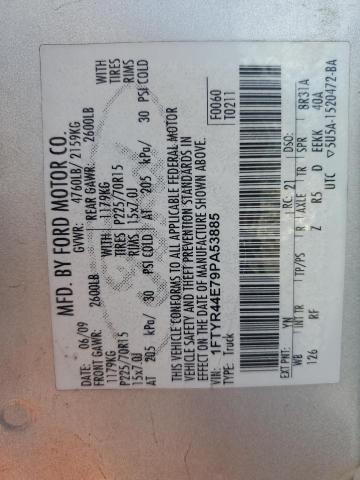 MFD. BY FORD MOTOR CO.
06/09 GVWR: 4760LB/ 2159KG
FRONT GAWR: 2600LB REAR GAWR: 2600LB
1179KG WITH 1179KG WITH
P225/70R15 TIRES P225/70R15 TIRES
15x7.0J RIMS 15x7.0J RIMS
AT 205 kPa/ 30 PSI COLD AT 205 kPa/ 30 PSI COLD
THIS VEHICLE CONFORMS TO ALL APPLICABLE FEDERAL MOTOR
VEHICLE SAFETY AND THEFT PREVENTION STANDARDS IN
EFFECT ON THE DATE OF MANUFACTURE SHOWN ABOVE.
VIN: 1FTYR44E79PA53885 F0060
TYPE: Truck T0211
EXT PNT: YN RC: 21 DSO:
WB INT TR TP/PS R AXLE TR SPR 8R31A
126 RF Z R5 D EEKK 40A
UTC ▽5U5A-1520472-BA